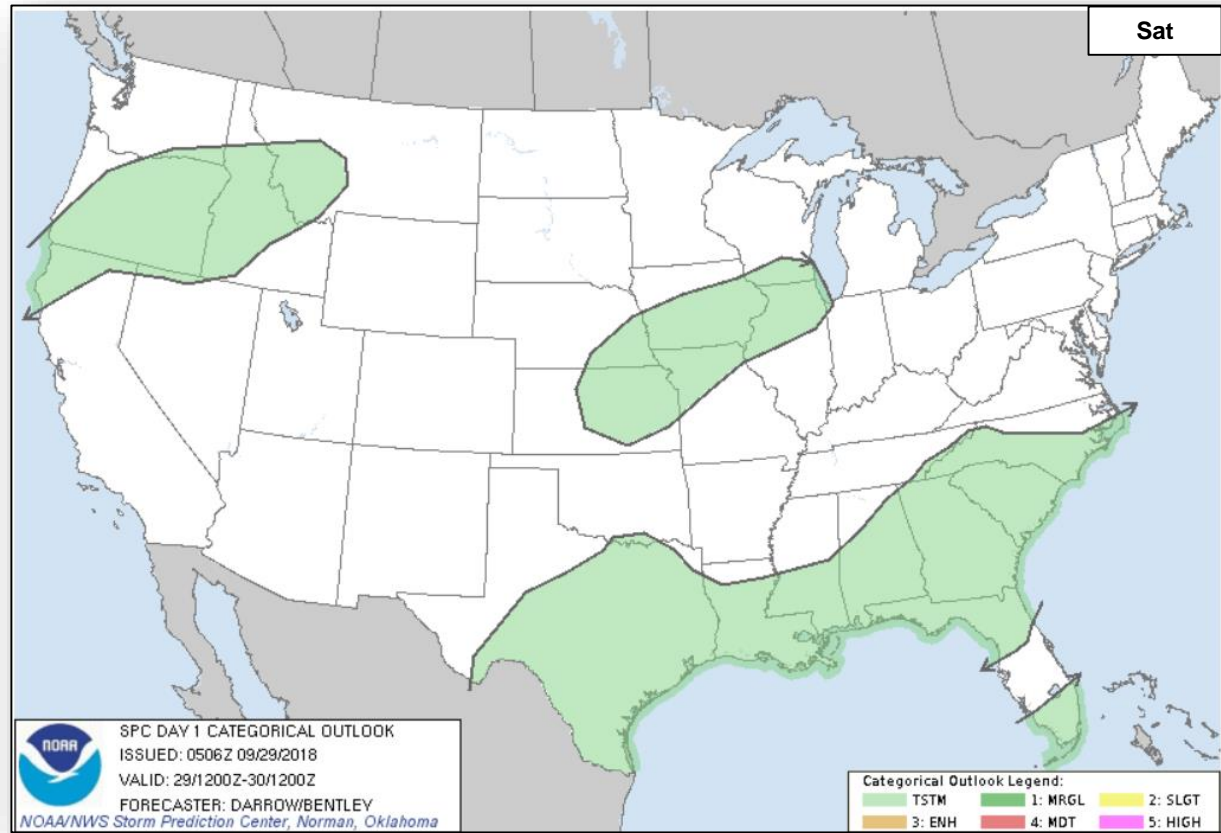 Sat
NOAA
SPC DAY 1 CATEGORICAL OUTLOOK
ISSUED: 0506Z 09/29/2018
VALID: 29/1200Z-30/1200Z
FORECASTER: DARROW/BENTLEY
NOAA/NWS Storm Prediction Center, Norman, Oklahoma
Categorical Outlook Legend:
TSTM 1: MRGL 2: SLGT
3: ENH 4: MDT 5: HIGH